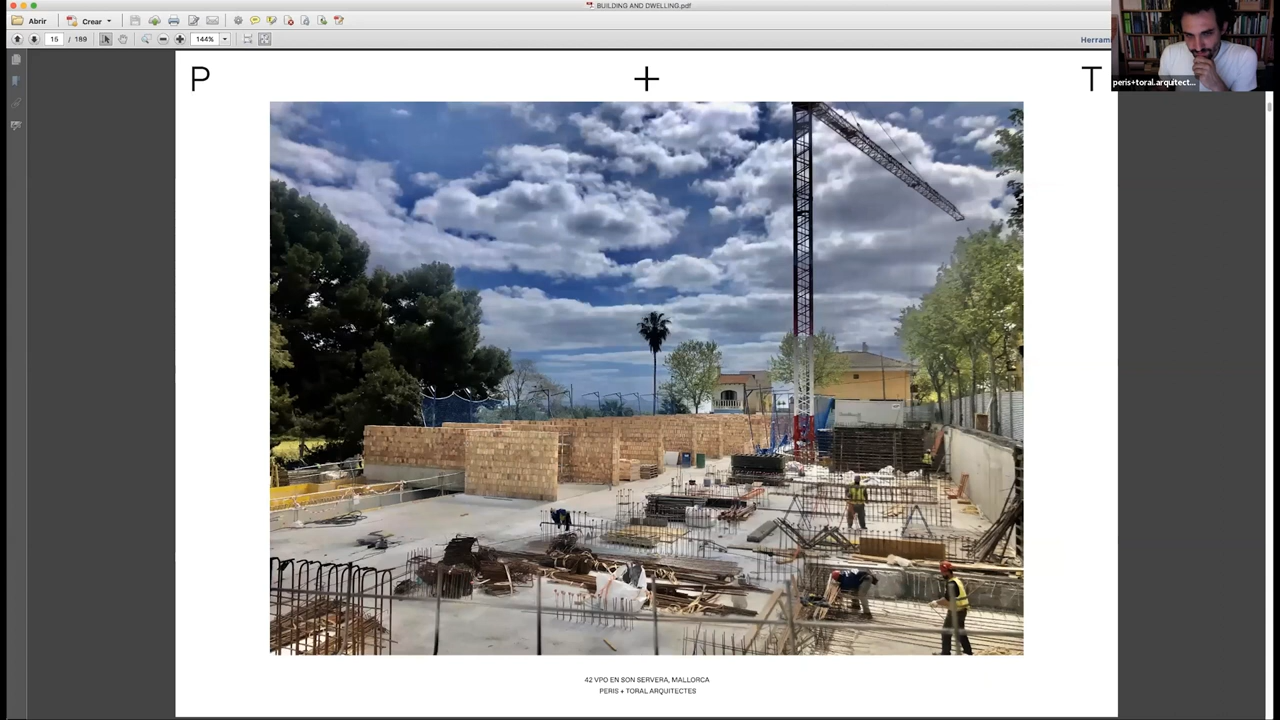 BUILDING AND DWELLING.pdf
Abrir
Crear
15 / 189
144%
Herrami
peris+toral.arquitect...
P + T
42 VPO EN SON SERVERA, MALLORCA
PERIS + TORAL ARQUITECTES